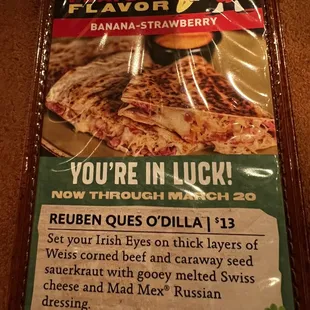 FLAVOR
BANANA-STRAWBERRY
YOU'RE IN LUCK!
NOW THROUGH MARCH 20
REUBEN QUES O'DILLA | $13
Set your Irish Eyes on thick layers of
Weiss corned beef and caraway seed
sauerkraut with gooey melted Swiss
cheese and Mad Mex® Russian
dressing.